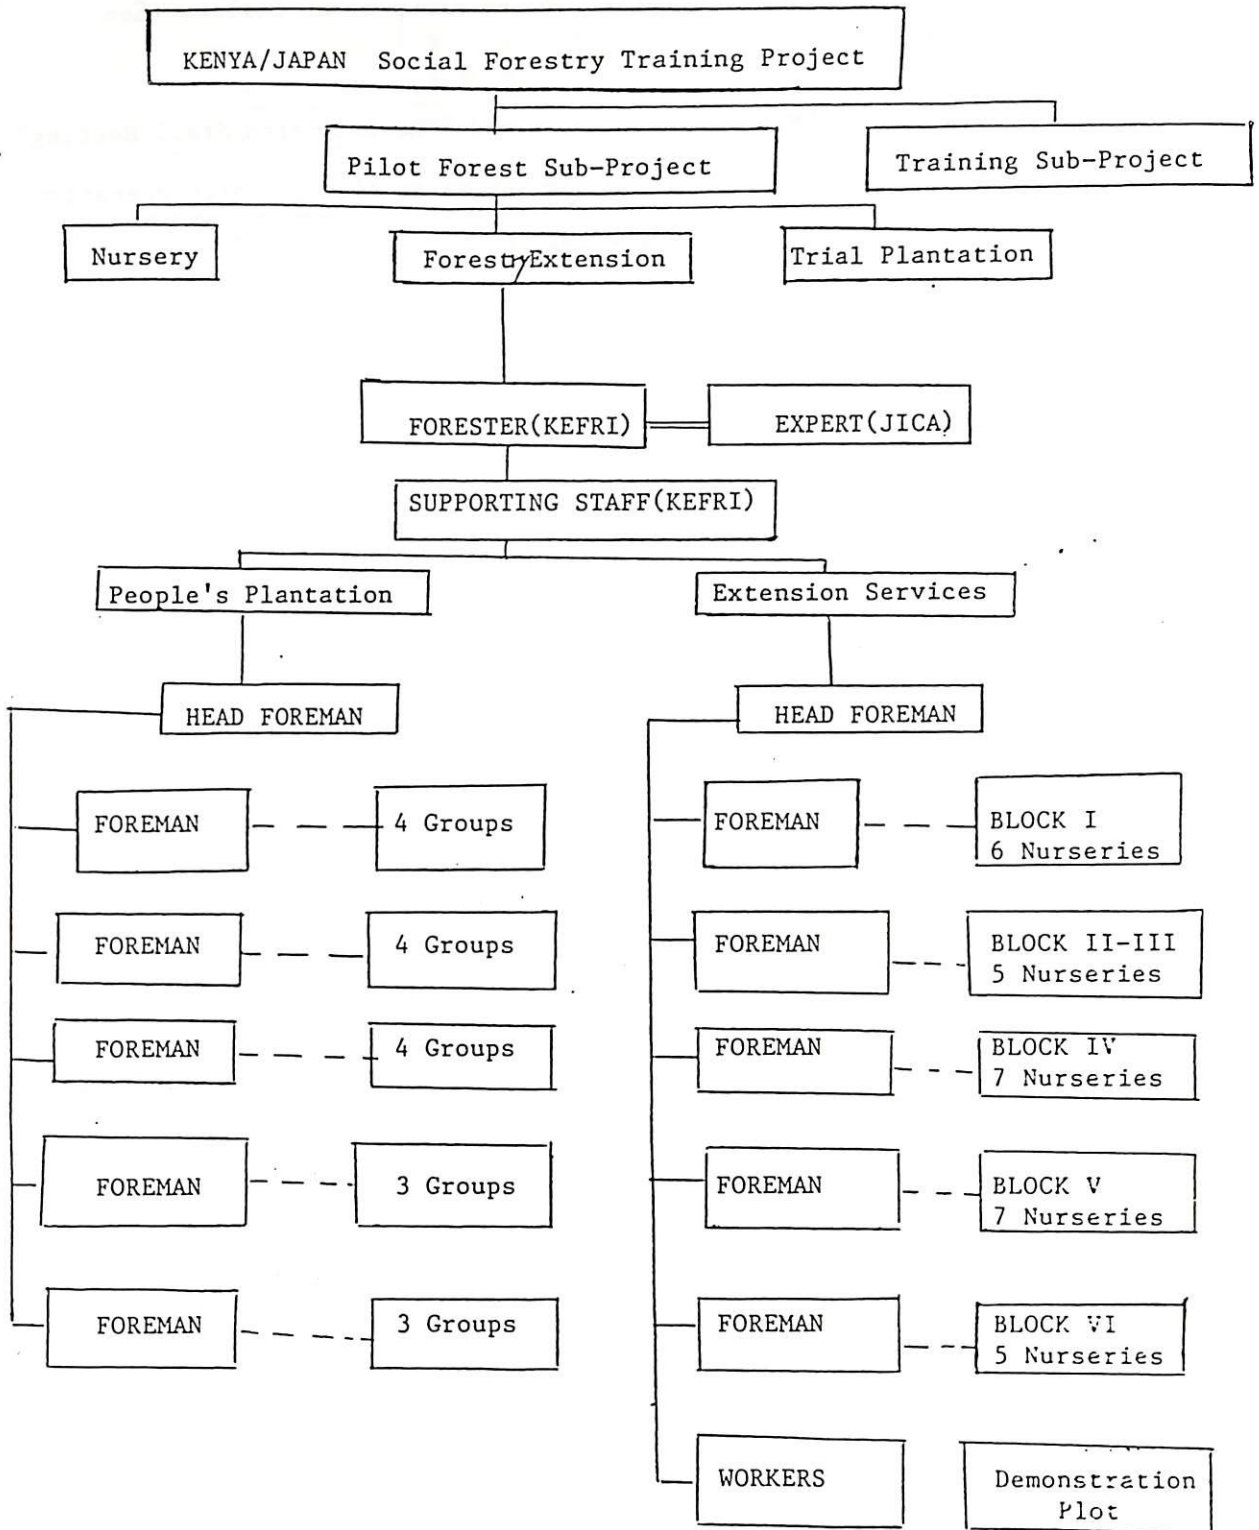 KENYA/JAPAN Social Forestry Training Project
Pilot Forest Sub-Project
Training Sub-Project
Nursery
Forestry Extension
Trial Plantation
FORESTER(KEFRI)
EXPERT(JICA)
SUPPORTING STAFF(KEFRI)
People's Plantation
Extension Services
HEAD FOREMAN
HEAD FOREMAN
FOREMAN
4 Groups
FOREMAN
BLOCK I
6 Nurseries
FOREMAN
4 Groups
FOREMAN
BLOCK II-III
5 Nurseries
FOREMAN
4 Groups
FOREMAN
BLOCK IV
7 Nurseries
FOREMAN
3 Groups
FOREMAN
BLOCK V
7 Nurseries
FOREMAN
3 Groups
FOREMAN
BLOCK VI
5 Nurseries
WORKERS
Demonstration
Plot